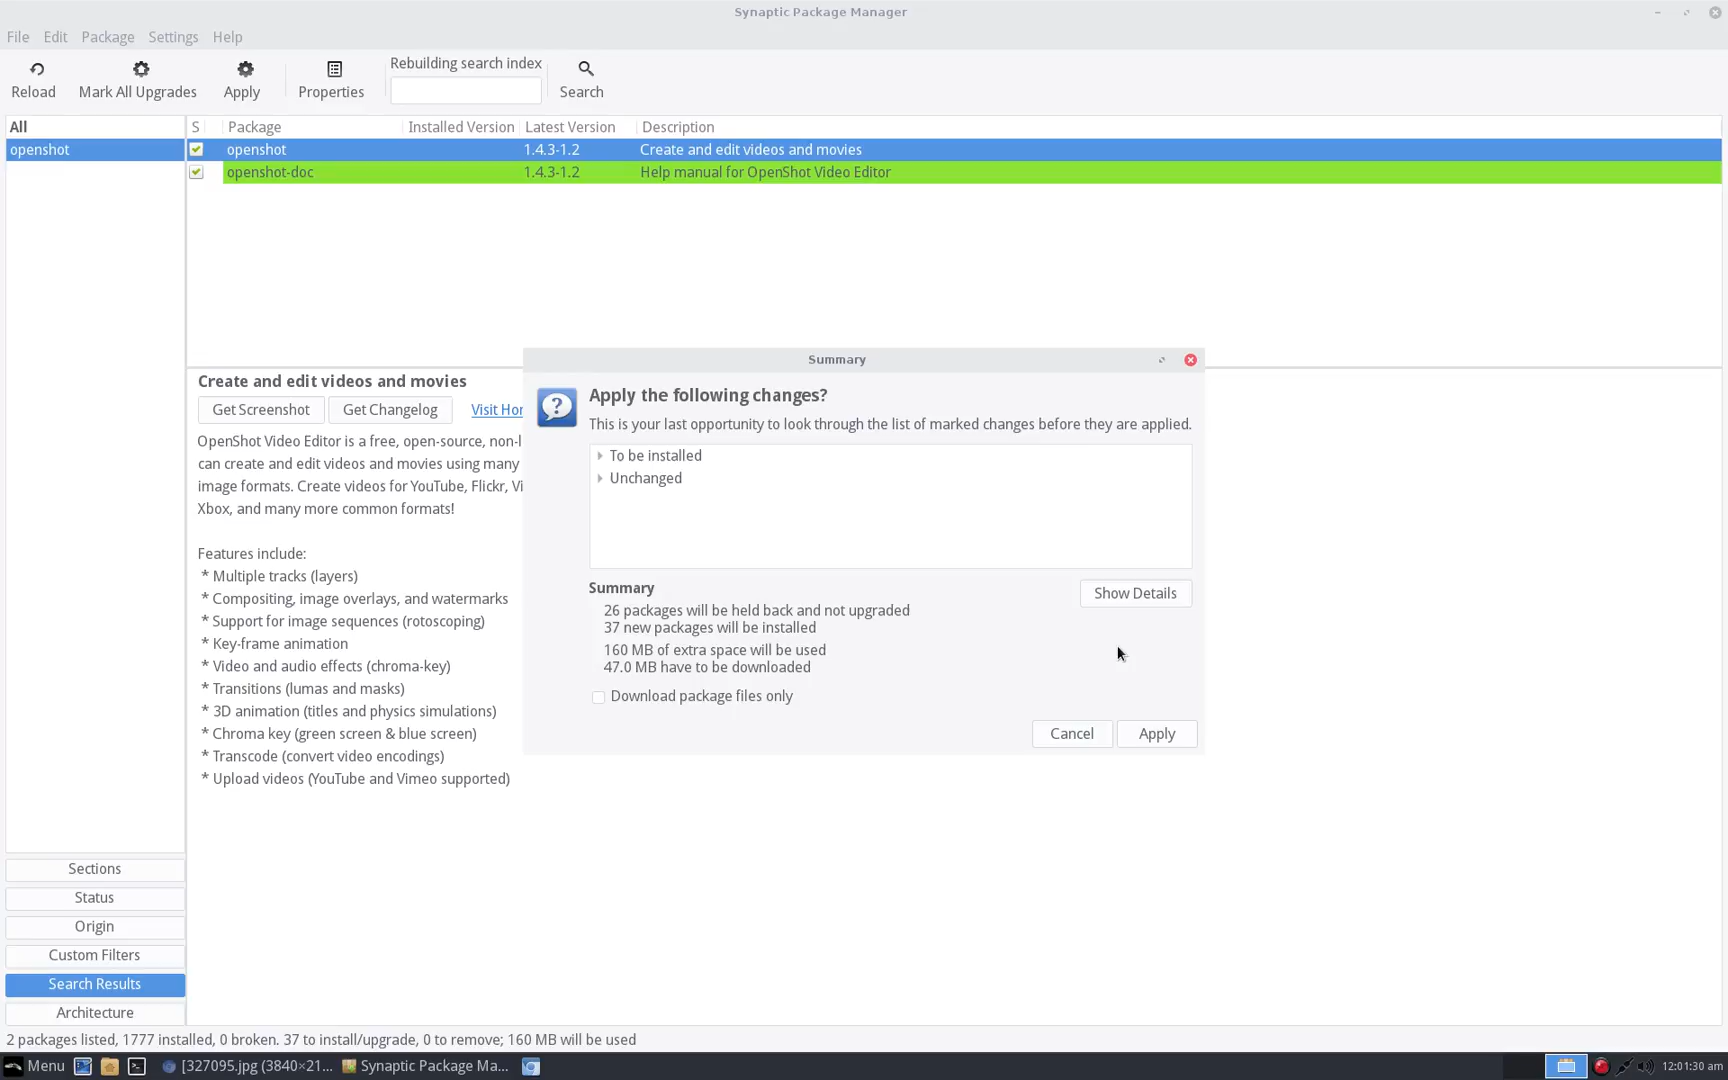 Synaptic Package Manager
File Edit Package Settings Help
Reload Mark All Upgrades Apply Properties Rebuilding search index Search
All
openshot
S Package Installed Version Latest Version Description
openshot 1.4.3-1.2 Create and edit videos and movies
openshot-doc 1.4.3-1.2 Help manual for OpenShot Video Editor
Create and edit videos and movies
Get Screenshot Get Changelog Visit Hor
OpenShot Video Editor is a free, open-source, non-l
can create and edit videos and movies using many
image formats. Create videos for YouTube, Flickr, Vi
Xbox, and many more common formats!
Features include:
* Multiple tracks (layers)
* Compositing, image overlays, and watermarks
* Support for image sequences (rotoscoping)
* Key-frame animation
* Video and audio effects (chroma-key)
* Transitions (lumas and masks)
* 3D animation (titles and physics simulations)
* Chroma key (green screen & blue screen)
* Transcode (convert video encodings)
* Upload videos (YouTube and Vimeo supported)
Summary
Apply the following changes?
This is your last opportunity to look through the list of marked changes before they are applied.
To be installed
Unchanged
Summary
Show Details
26 packages will be held back and not upgraded
37 new packages will be installed
160 MB of extra space will be used
47.0 MB have to be downloaded
Download package files only
Cancel Apply
Sections
Status
Origin
Custom Filters
Search Results
Architecture
2 packages listed, 1777 installed, 0 broken. 37 to install/upgrade, 0 to remove; 160 MB will be used
Menu [327095.jpg (3840×21... Synaptic Package Ma... 12:01:30 am